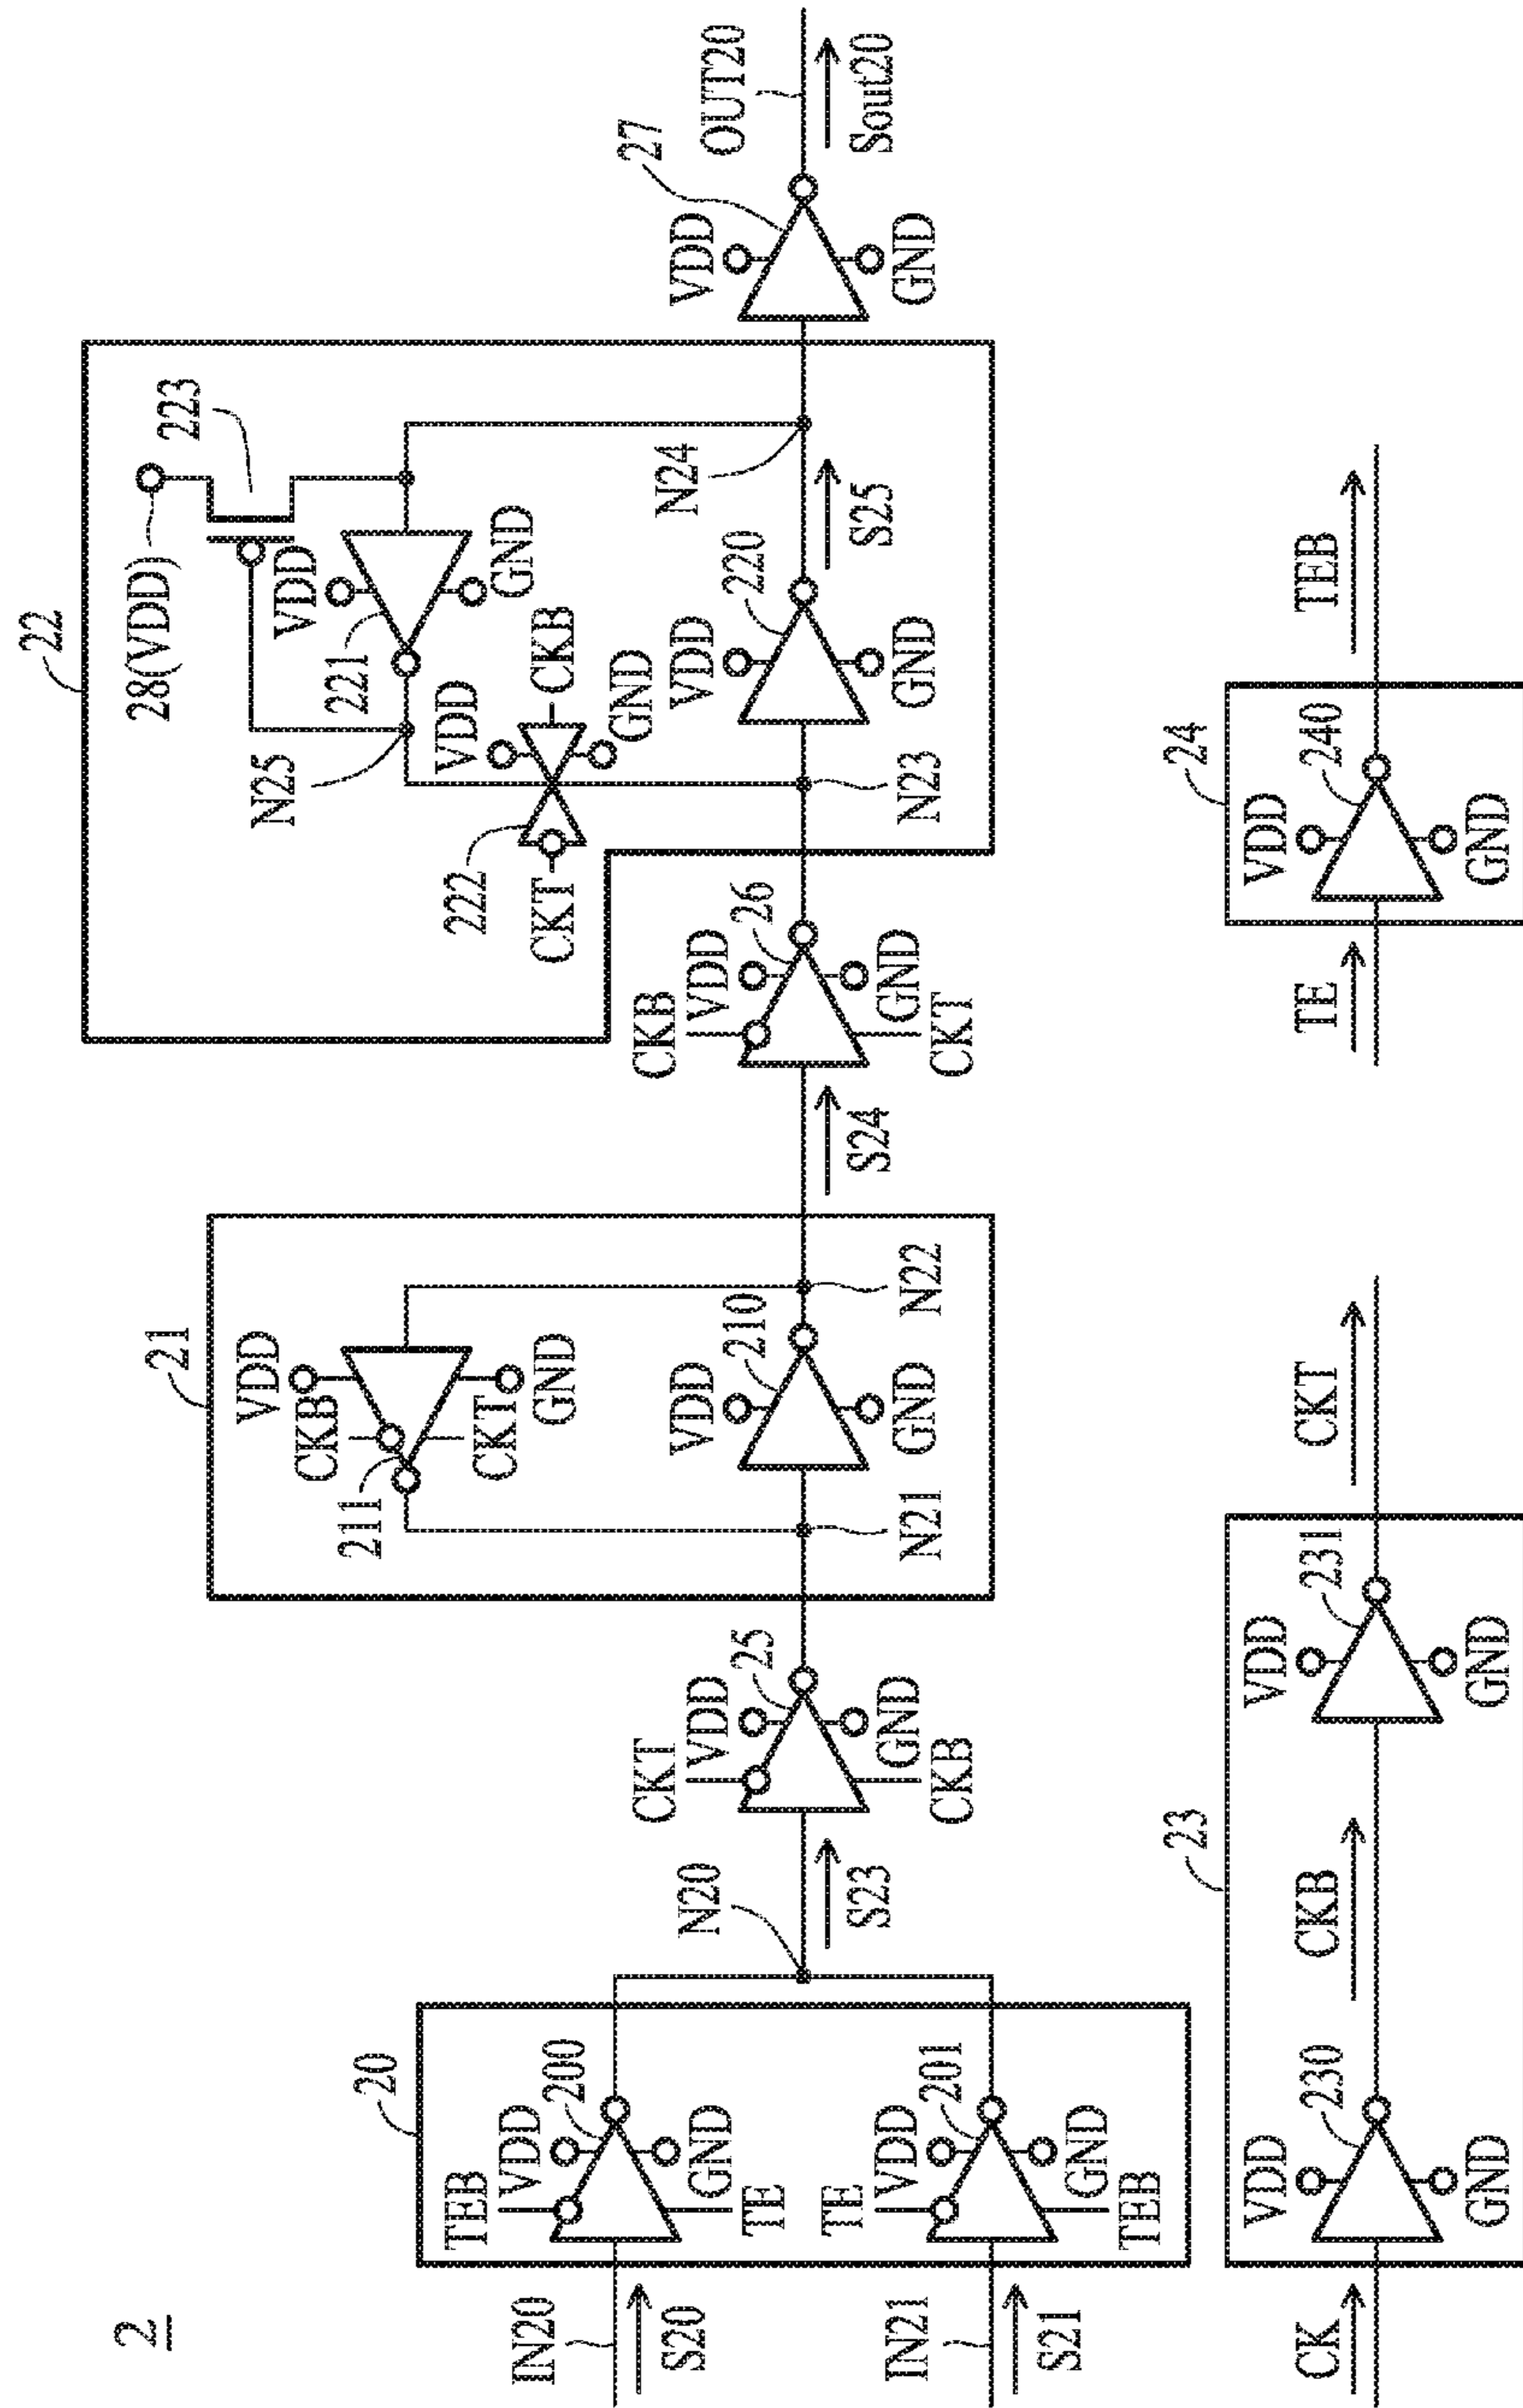 2
20
IN20
S20
TEB
VDD
200
GND
TE
IN21
S21
TE
VDD
201
GND
TEB
N20
S23
CKT
VDD
25
GND
CKB
21
VDD
CKB
211
CKT
GND
VDD
210
GND
N21
N22
S24
CKB
VDD
26
GND
CKT
22
28(VDD)
223
VDD
221
GND
N25
VDD
CKB
222
CKT
GND
VDD
220
GND
N23
S25
N24
VDD
27
GND
OUT20
Sout20
23
CK
VDD
230
GND
CKB
VDD
231
GND
CKT
24
TE
VDD
240
GND
TEB